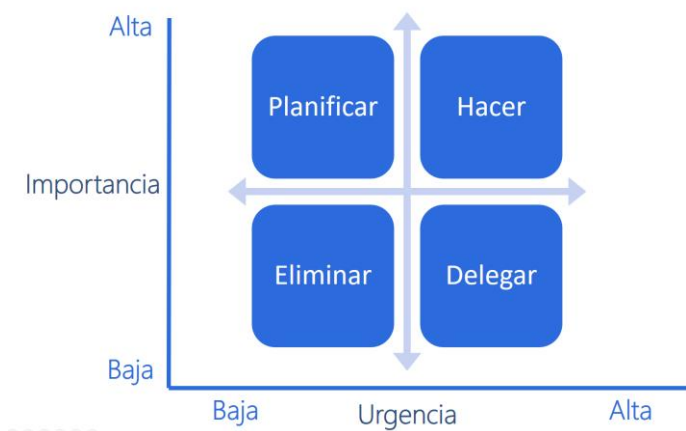 Alta
Planificar Hacer
Importancia
Eliminar Delegar
Baja
Baja Urgencia Alta